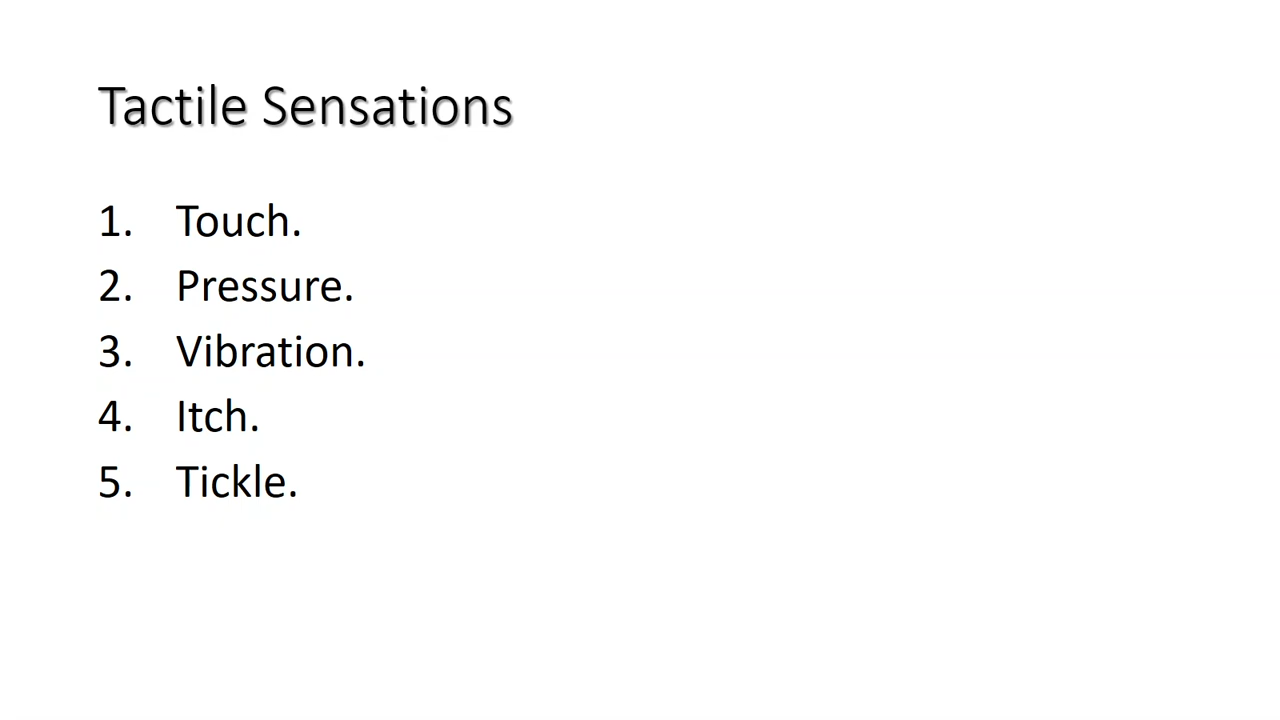 Tactile Sensations
1. Touch.
2. Pressure.
3. Vibration.
4. Itch.
5. Tickle.